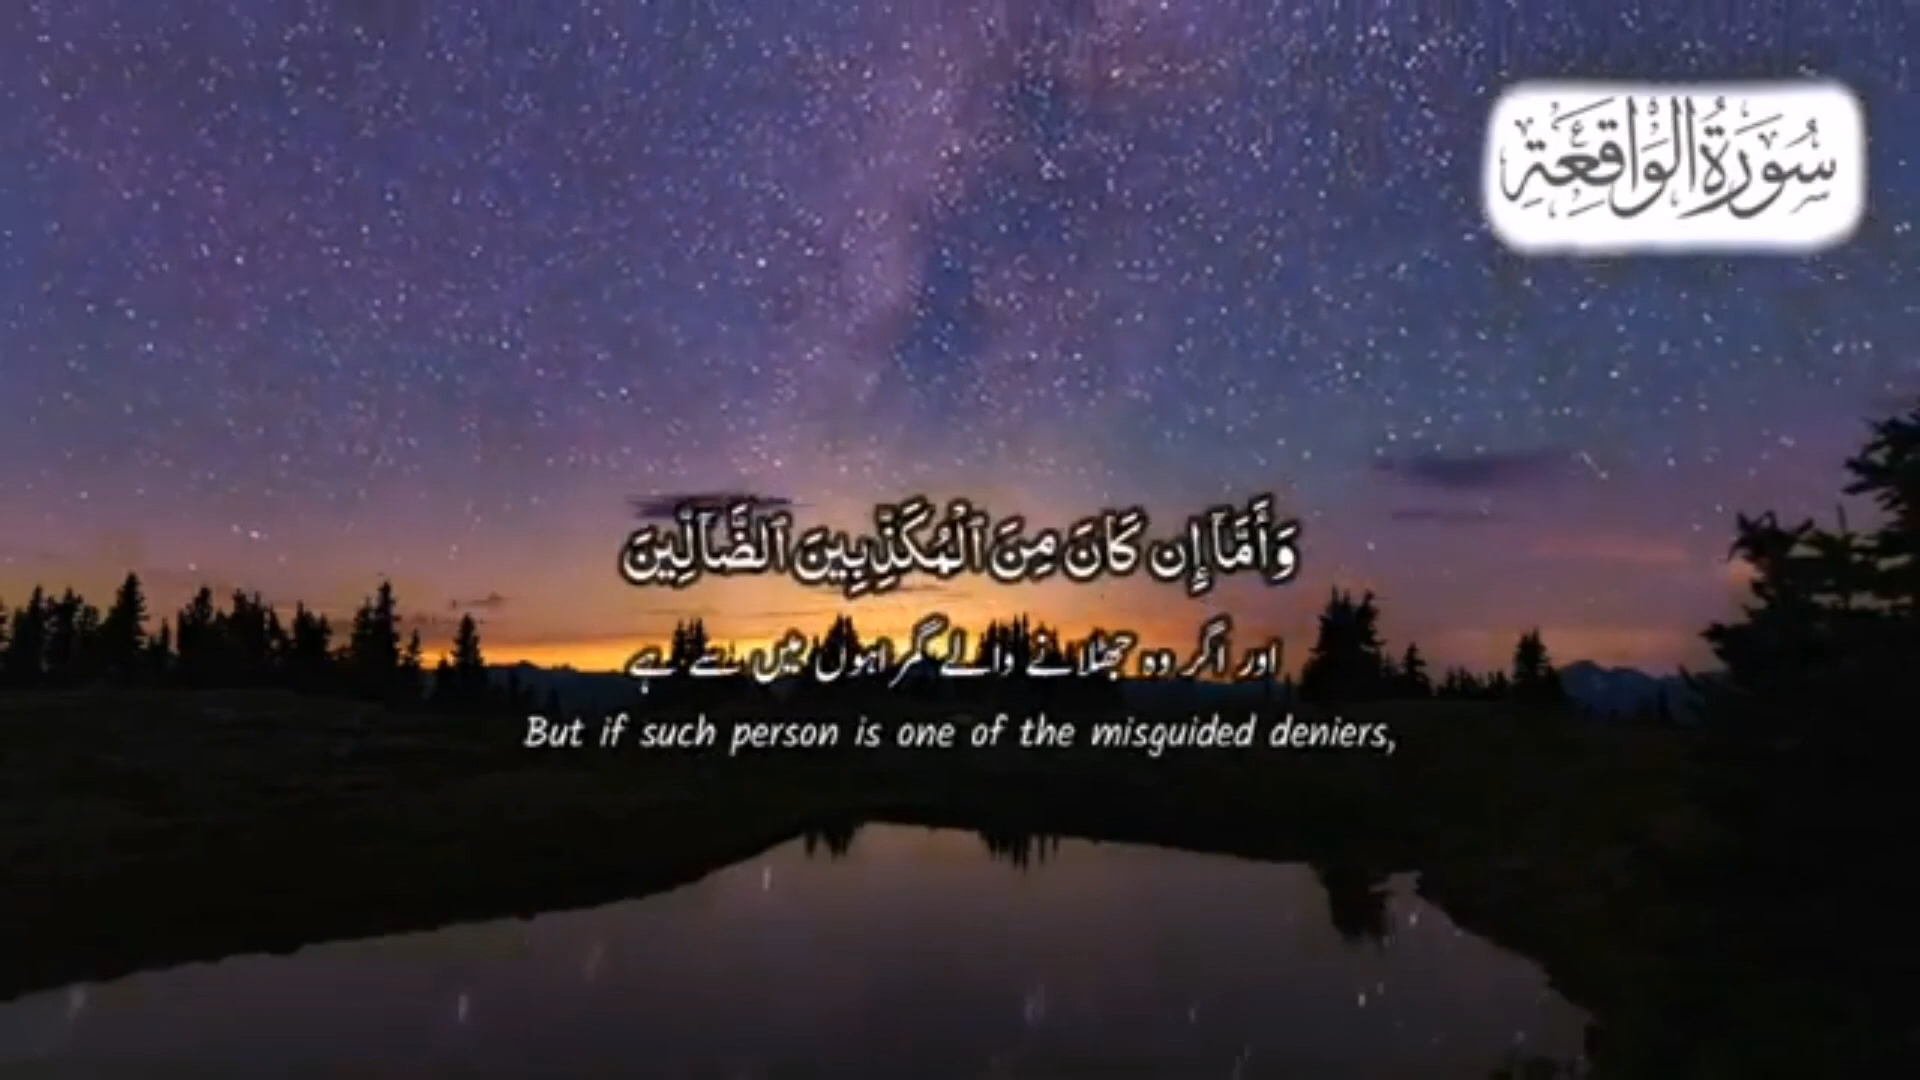 سُورَةُ الوَاقِعَةِ
وَأَمَّآ إِن كَانَ مِنَ ٱلْمُكَذِّبِينَ ٱلضَّآلِّينَ
اور اگر وہ جھٹلانے والے گمراہوں میں سے ہے
But if such person is one of the misguided deniers,